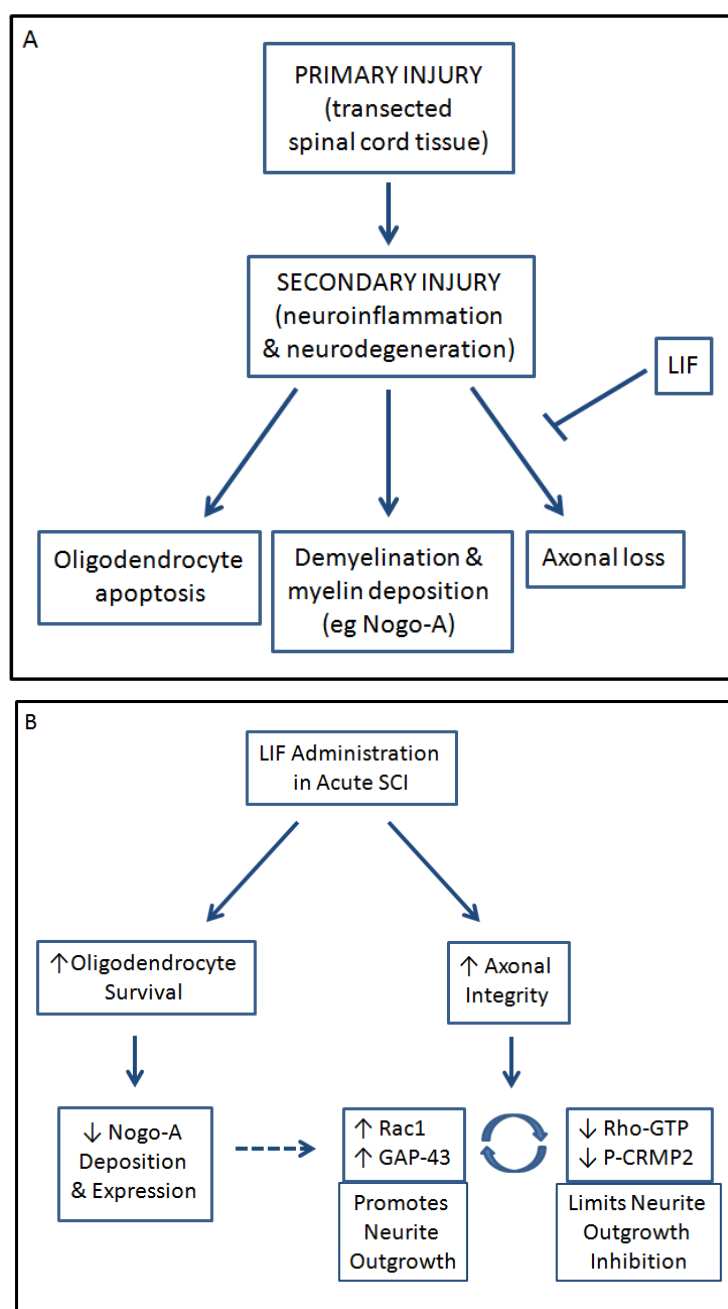 A
PRIMARY INJURY
(transected
spinal cord tissue)
SECONDARY INJURY
(neuroinflammation
& neurodegeneration)
LIF
Oligodendrocyte
apoptosis
Demyelination &
myelin deposition
(eg Nogo-A)
Axonal loss
B
LIF Administration
in Acute SCI
↑Oligodendrocyte
Survival
↑ Axonal
Integrity
↓ Nogo-A
Deposition
& Expression
↑ Rac1
↑ GAP-43
Promotes
Neurite
Outgrowth
↓ Rho-GTP
↓ P-CRMP2
Limits Neurite
Outgrowth
Inhibition